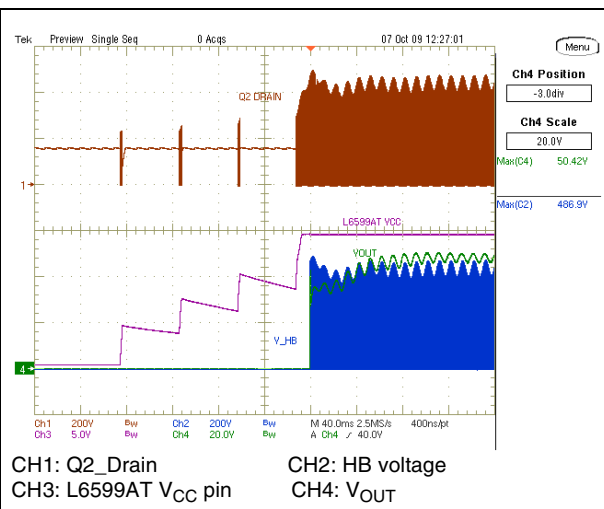 Tek Preview Single Seq 0 Acqs 07 Oct 09 12:27:01
Menu
Ch4 Position
-3.0div
Ch4 Scale
20.0V
Max(C4) 50.42V
Max(C2) 486.9V
Q2 DRAIN
1
L6599AT VCC
VOUT
V_HB
4
Ch1 200V Bw Ch2 200V Bw M 40.0ms 2.5MS/s 400ns/pt
Ch3 5.0V Bw Ch4 20.0V Bw A Ch4 / 40.0V
CH1: Q2_Drain CH2: HB voltage
CH3: L6599AT VCC pin CH4: VOUT